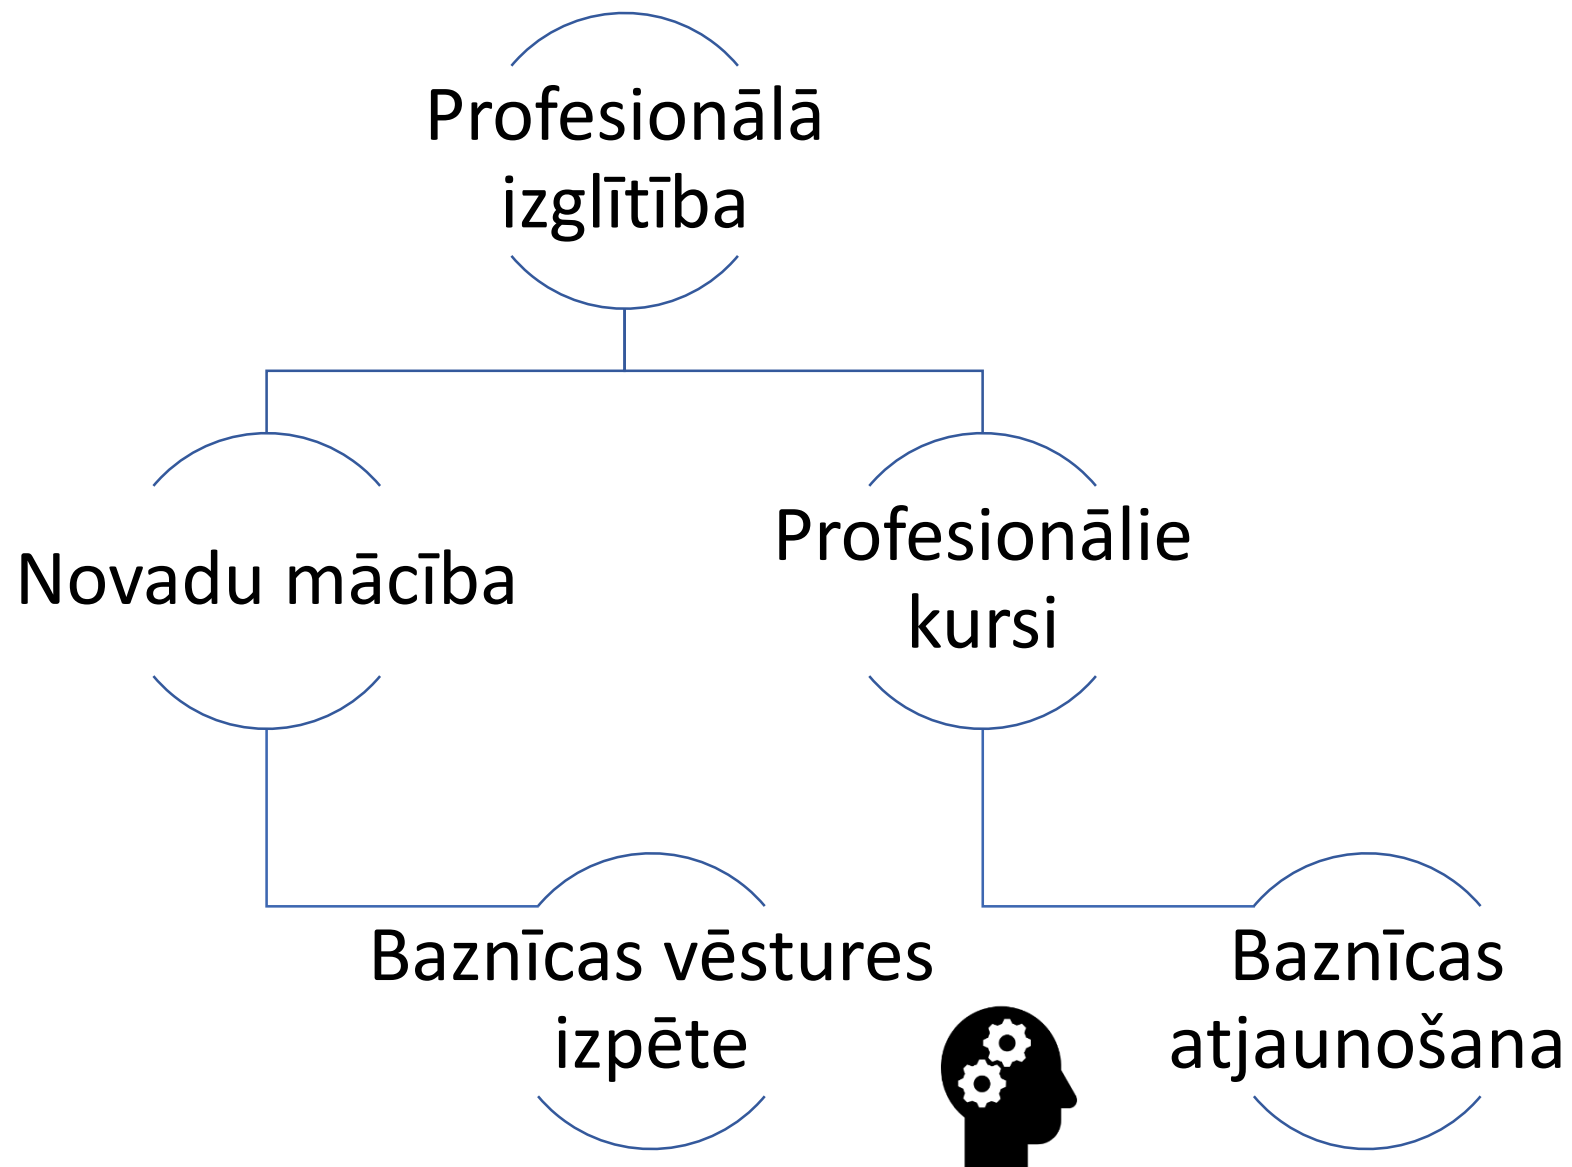 Profesionālā
izglītība
Novadu mācība
Profesionālie
kursi
Baznīcas vēstures
izpēte
Baznīcas
atjaunošana